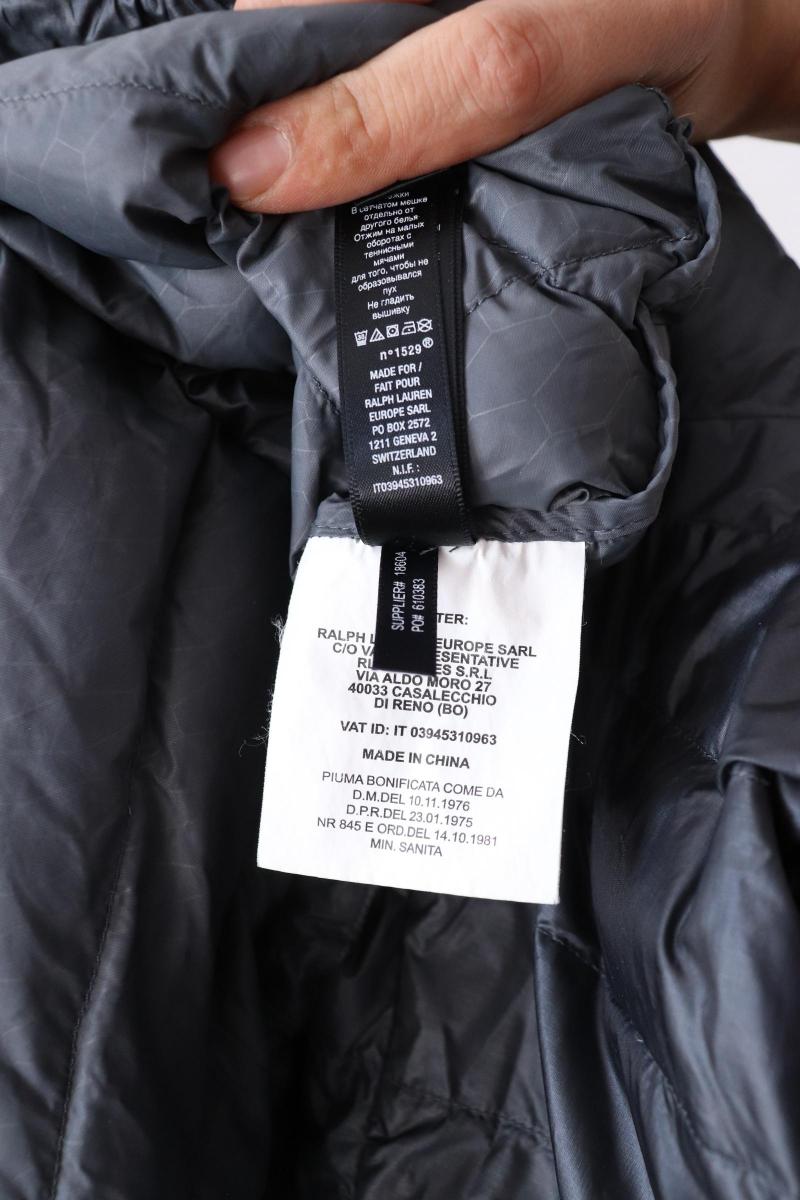 В сетчатом мешке
отдельно от
другого белья
Отжим на малых
оборотах с
теннисными
мячами
для того, чтобы не
образовывался
пух
Не гладить
вышивку
30
n°1529®
MADE FOR /
FAIT POUR
RALPH LAUREN
EUROPE SARL
PO BOX 2572
1211 GENEVA 2
SWITZERLAND
N.I.F. :
IT03945310963
SUPPLIER# 18604
PO# 610383
RALPH EUROPE SARL
C/O
S.R.L.
VIA ALDO MORO 27
40033 CASALECCHIO
DI RENO (BO)
VAT ID: IT 03945310963
MADE IN CHINA
PIUMA BONIFICATA COME DA
D.M.DEL 10.11.1976
D.P.R.DEL 23.01.1975
NR 845 E ORD.DEL 14.10.1981
MIN. SANITA